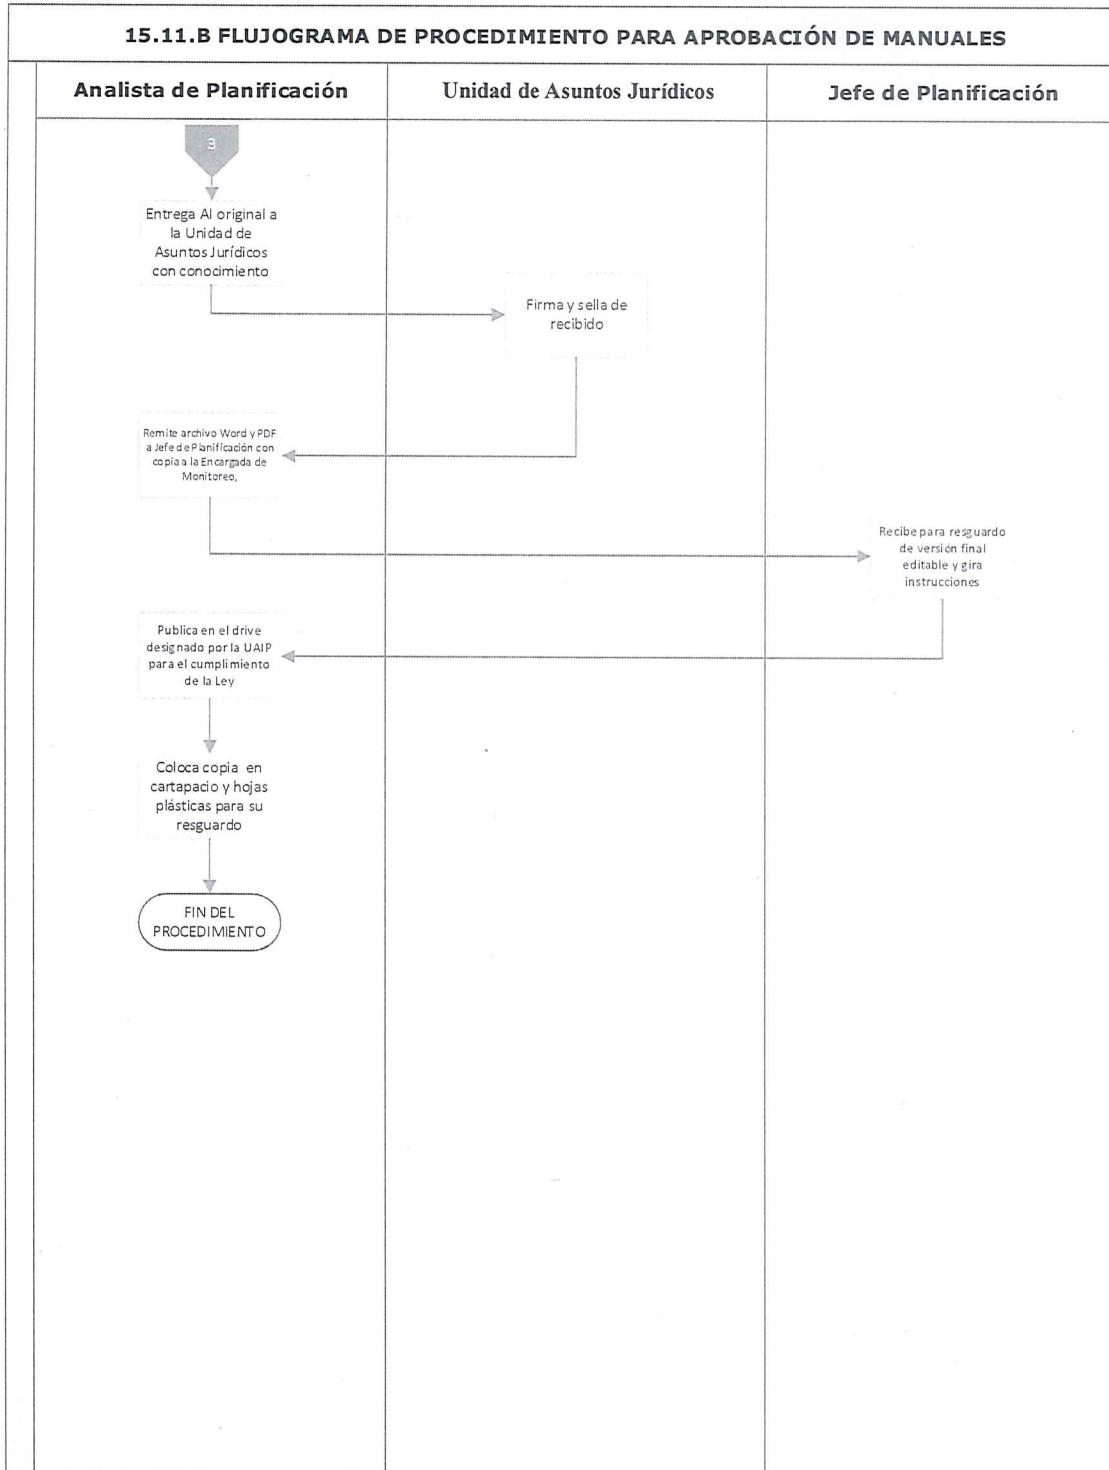 15.11.B FLUJOGRAMA DE PROCEDIMIENTO PARA APROBACIÓN DE MANUALES
Analista de Planificación
Unidad de Asuntos Jurídicos
Jefe de Planificación
3
Entrega AI original a
la Unidad de
Asuntos Jurídicos
con conocimiento
Firma y sella de
recibido
Remite archivo Word y PDF
a Jefe de Planificación con
copia a la Encargada de
Monitoreo,
Recibe para resguardo
de versión final
editable y gira
instrucciones
Publica en el drive
designado por la UAIP
para el cumplimiento
de la Ley
Coloca copia en
cartapacio y hojas
plásticas para su
resguardo
FIN DEL
PROCEDIMIENTO